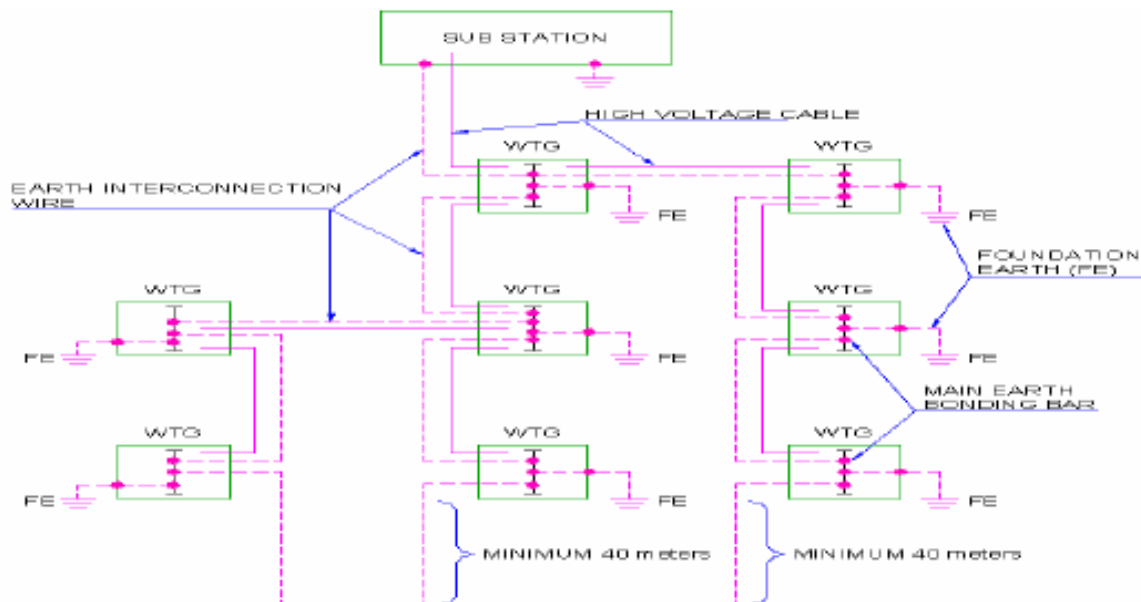 SUB STATION
HIGH VOLTAGE CABLE
WTG
WTG
EARTH INTERCONNECTION
WIRE
FE
FE
FOUNDATION
EARTH (FE)
WTG
WTG
WTG
FE
FE
FE
MAIN EARTH
BONDING BAR
WTG
WTG
WTG
FE
FE
FE
MINIMUM 40 meters
MINIMUM 40 meters